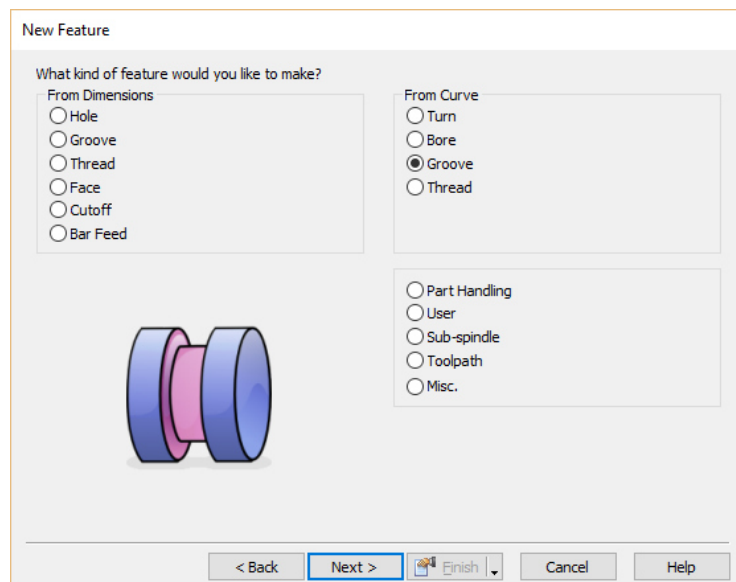 New Feature
What kind of feature would you like to make?
From Dimensions
Hole
Groove
Thread
Face
Cutoff
Bar Feed
From Curve
Turn
Bore
Groove
Thread
Part Handling
User
Sub-spindle
Toolpath
Misc.
< Back Next > Finish Cancel Help